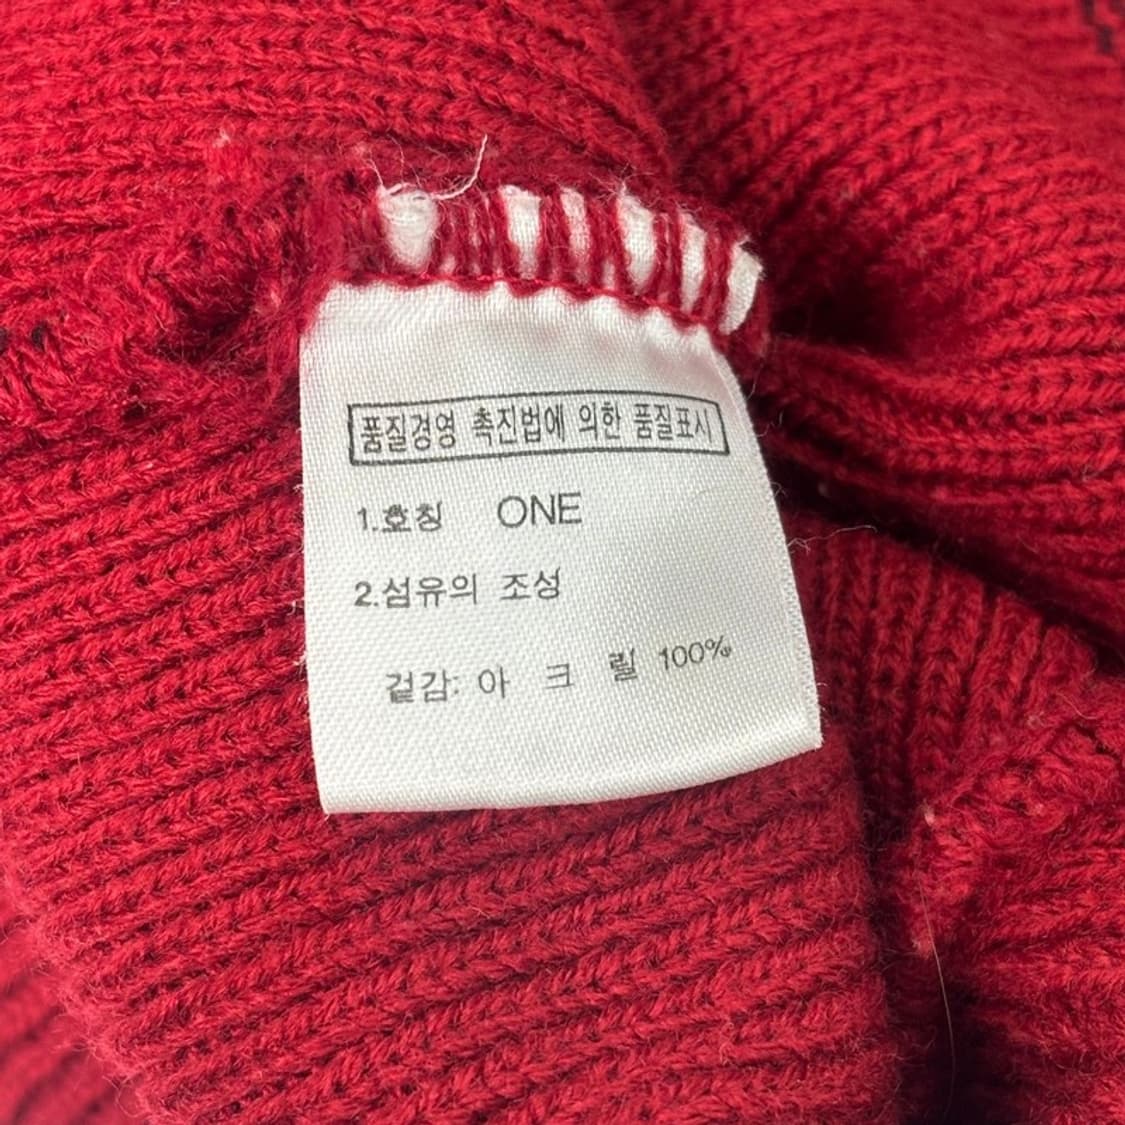 품질경영 촉진법에 의한 품질표시
1.호칭 ONE
2.섬유의 조성
겉감: 아 크 릴 100%